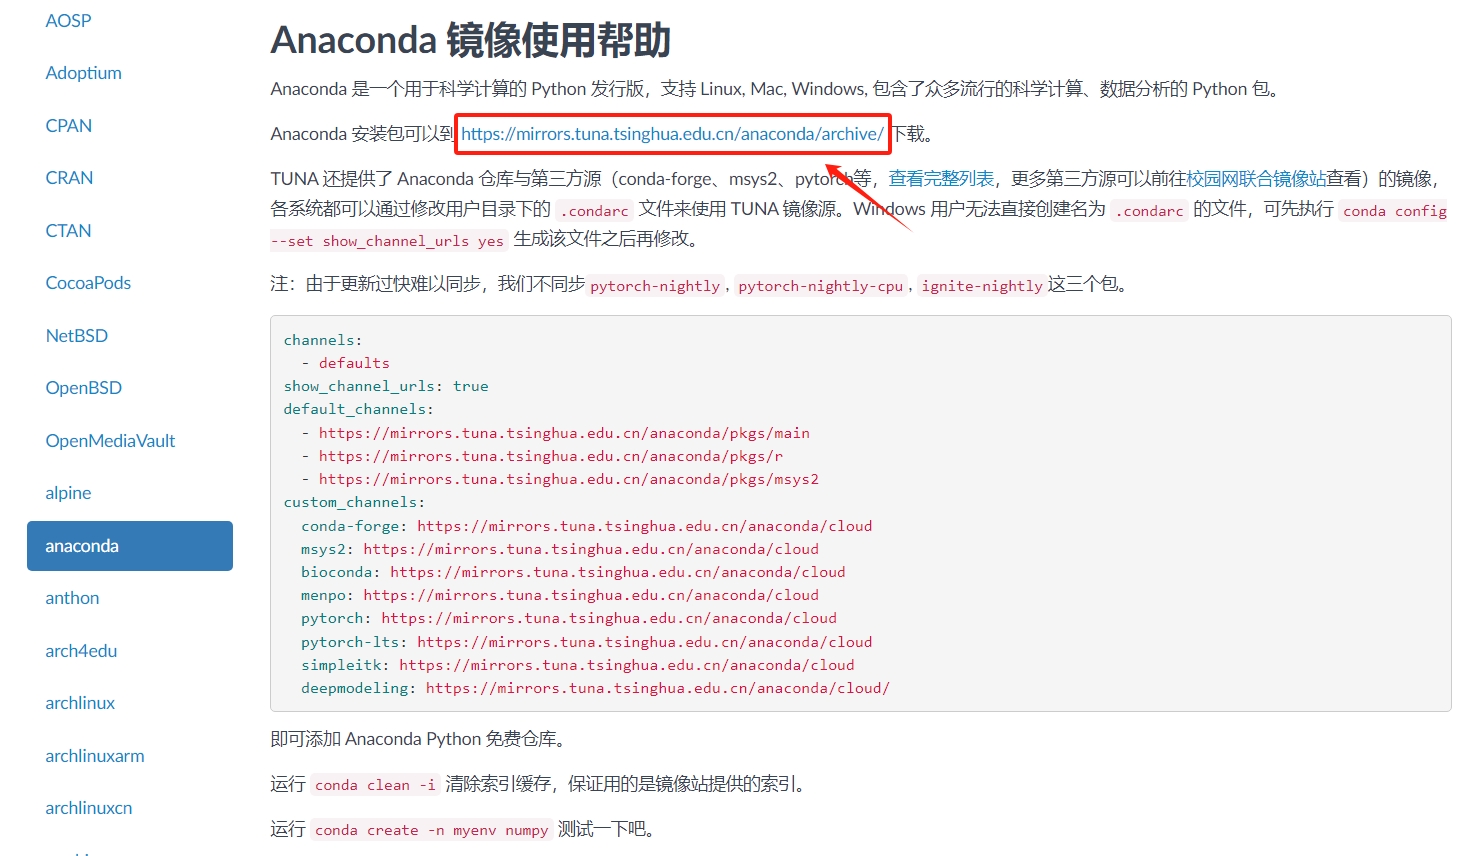 AOSP
Adoptium
CPAN
CRAN
CTAN
CocoaPods
NetBSD
OpenBSD
OpenMediaVault
alpine
anaconda
anthon
arch4edu
archlinux
archlinuxarm
archlinuxcn
Anaconda 镜像使用帮助
Anaconda 是一个用于科学计算的 Python 发行版，支持 Linux, Mac, Windows, 包含了众多流行的科学计算、数据分析的 Python 包。
Anaconda 安装包可以到 https://mirrors.tuna.tsinghua.edu.cn/anaconda/archive/ 下载。
TUNA 还提供了 Anaconda 仓库与第三方源（conda-forge、msys2、pytorch等，查看完整列表，更多第三方源可以前往校园网联合镜像站查看）的镜像，
各系统都可以通过修改用户目录下的 .condarc 文件来使用 TUNA 镜像源。Windows 用户无法直接创建名为 .condarc 的文件，可先执行 conda config
--set show_channel_urls yes 生成该文件之后再修改。
注：由于更新过快难以同步，我们不同步pytorch-nightly, pytorch-nightly-cpu, ignite-nightly这三个包。
channels:
  - defaults
show_channel_urls: true
default_channels:
  - https://mirrors.tuna.tsinghua.edu.cn/anaconda/pkgs/main
  - https://mirrors.tuna.tsinghua.edu.cn/anaconda/pkgs/r
  - https://mirrors.tuna.tsinghua.edu.cn/anaconda/pkgs/msys2
custom_channels:
  conda-forge: https://mirrors.tuna.tsinghua.edu.cn/anaconda/cloud
  msys2: https://mirrors.tuna.tsinghua.edu.cn/anaconda/cloud
  bioconda: https://mirrors.tuna.tsinghua.edu.cn/anaconda/cloud
  menpo: https://mirrors.tuna.tsinghua.edu.cn/anaconda/cloud
  pytorch: https://mirrors.tuna.tsinghua.edu.cn/anaconda/cloud
  pytorch-lts: https://mirrors.tuna.tsinghua.edu.cn/anaconda/cloud
  simpleitk: https://mirrors.tuna.tsinghua.edu.cn/anaconda/cloud
  deepmodeling: https://mirrors.tuna.tsinghua.edu.cn/anaconda/cloud/
即可添加 Anaconda Python 免费仓库。
运行 conda clean -i 清除索引缓存，保证用的是镜像站提供的索引。
运行 conda create -n myenv numpy 测试一下吧。